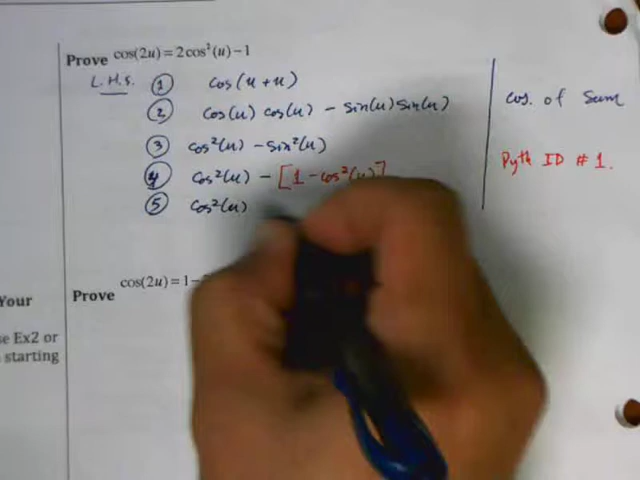 Prove cos(2u) = 2cos²(u) − 1
L.H.S. ① cos(u+u)
② cos(u) cos(u) − sin(u) sin(u) cos. of Sum
③ cos²(u) − sin²(u)
④ cos²(u) − [1 − cos²(u)] Pyth ID # 1.
⑤ cos²(u)
Prove cos(2u) = 1 −
Your
se Ex2 or
starting